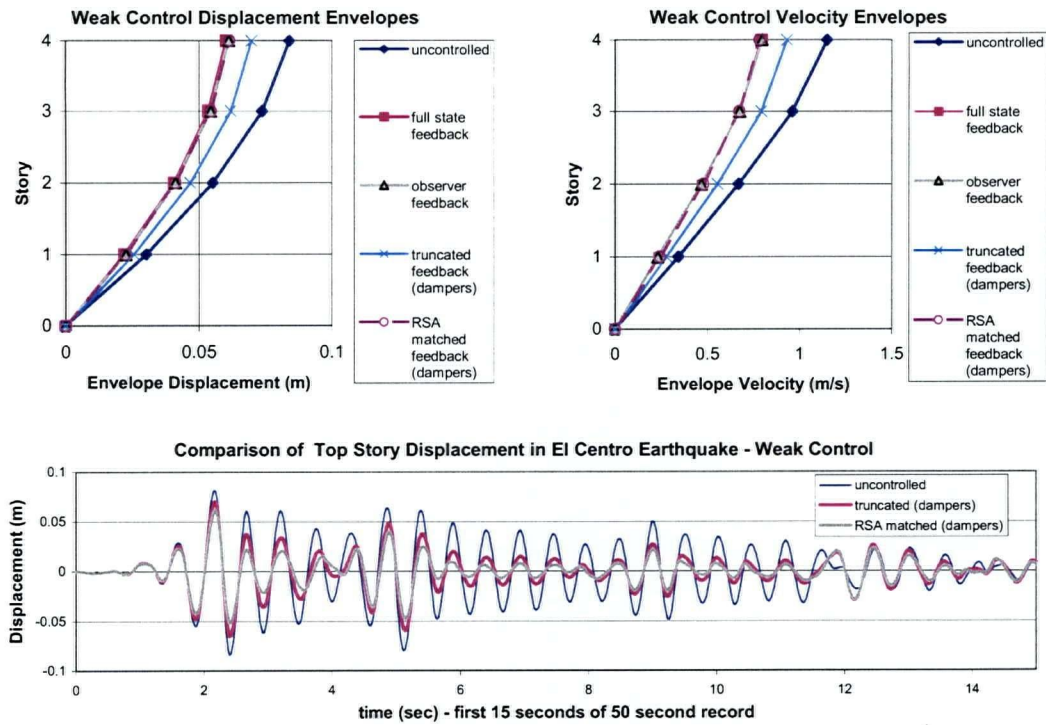 Weak Control Displacement Envelopes
4
3
2
1
0
Story
0
0.05
0.1
Envelope Displacement (m)
uncontrolled
full state
feedback
observer
feedback
truncated
feedback
(dampers)
RSA
matched
feedback
(dampers)
Weak Control Velocity Envelopes
4
3
2
1
0
Story
0
0.5
1
1.5
Envelope Velocity (m/s)
uncontrolled
full state
feedback
observer
feedback
truncated
feedback
(dampers)
RSA
matched
feedback
(dampers)
Comparison of Top Story Displacement in El Centro Earthquake - Weak Control
0.1
0.05
0
-0.05
-0.1
Displacement (m)
uncontrolled
truncated (dampers)
RSA matched (dampers)
0
2
4
6
8
10
12
14
time (sec) - first 15 seconds of 50 second record